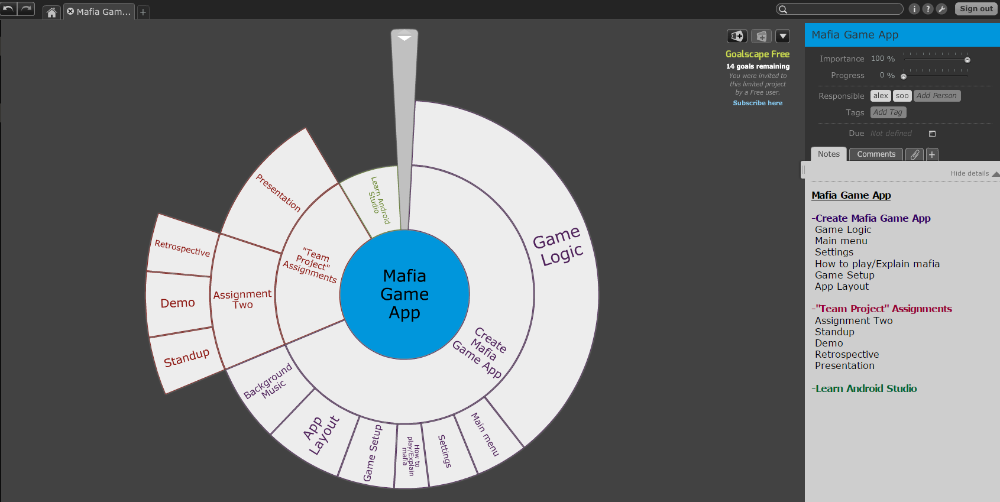 Mafia Gam...
+
i
?
Sign out
Goalscape Free
14 goals remaining
You were invited to
this limited project
by a Free user.
Subscribe here
Mafia Game App
Importance 100 %
Progress 0 %
Responsible alex soo Add Person
Tags Add Tag
Due Not defined
Notes Comments +
Hide details
Mafia Game App
-Create Mafia Game App
Game Logic
Main menu
Settings
How to play/Explain mafia
Game Setup
App Layout
-"Team Project" Assignments
Assignment Two
Standup
Demo
Retrospective
Presentation
-Learn Android Studio
Mafia
Game
App
Learn Android
Studio
"Team
Project"
Assignments
Presentation
Assignment
Two
Retrospective
Demo
Standup
Create
Mafia
Game App
Game
Logic
Main menu
Settings
How to
play/Explain
mafia
Game Setup
App
Layout
Background
Music